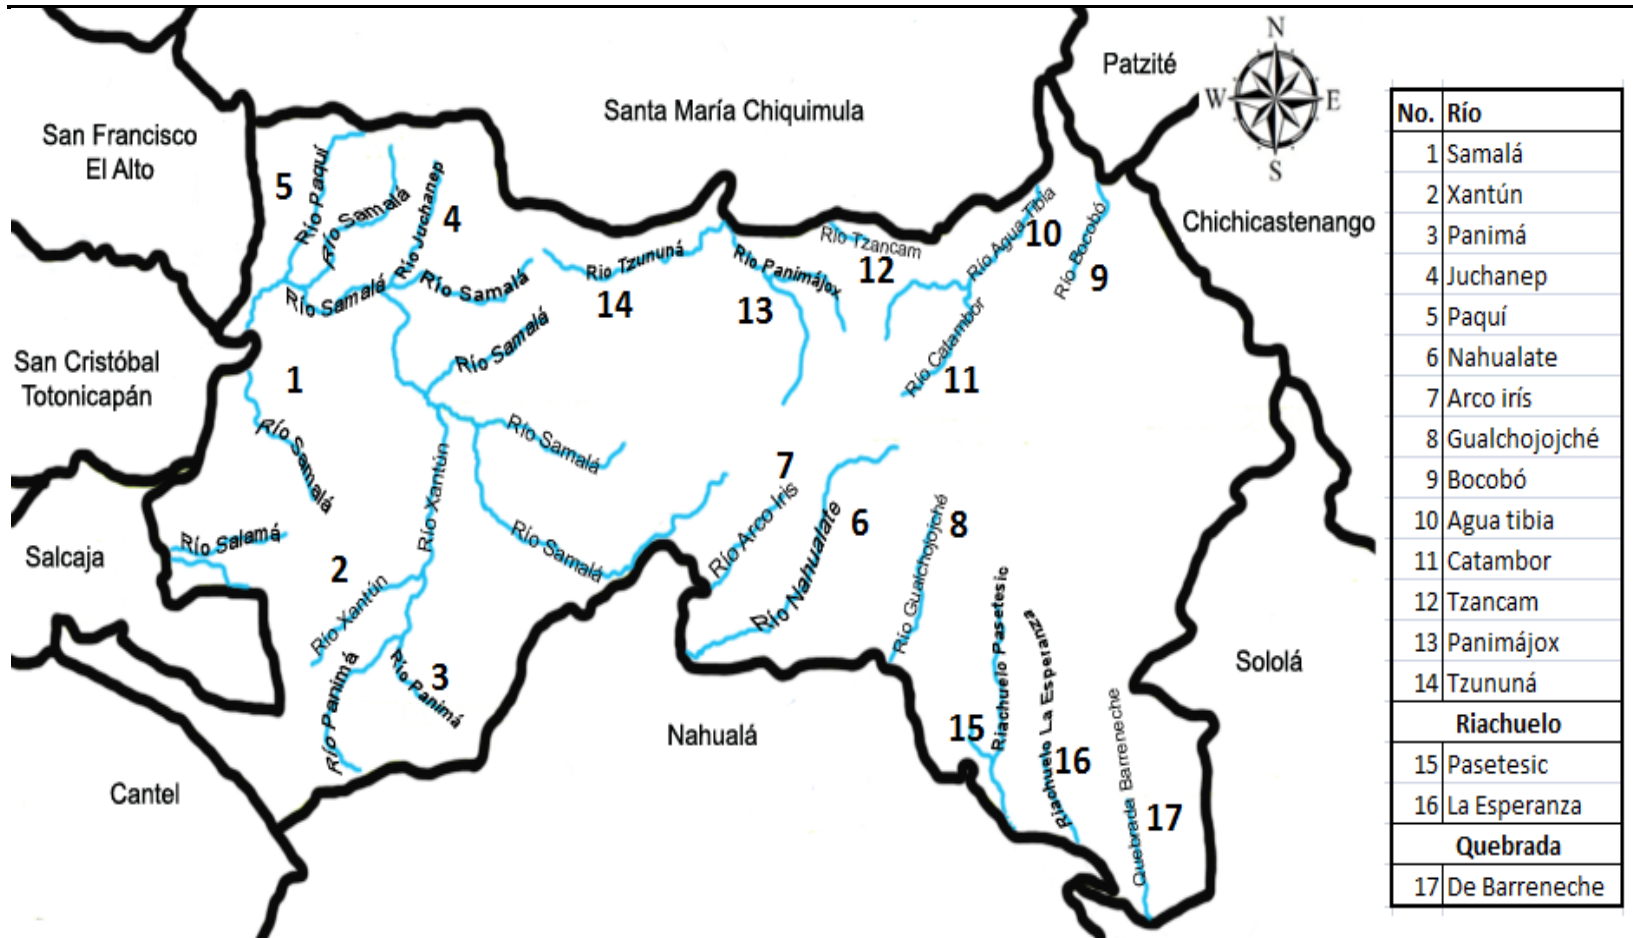 Patzité
N
W
E
S
Santa María Chiquimula
San Francisco
El Alto
Chichicastenango
San Cristóbal
Totonicapán
Salcaja
Cantel
Nahualá
Sololá
5
Río Paquí
Río Samalá
Río Juchanep
4
Río Samalá
Río Samalá
Río Samalá
Rio Tzununá
14
Río Panimájox
13
Río Tzancam
12
Río Agua Tibia
10
Río Bocobó
9
Río Catambor
11
1
Río Samalá
Río Samalá
Río Samalá
Río Xantún
Río Salamá
2
Río Xantún
Río Panimá
Río Panimá
3
7
Río Arco Iris
Río Nahualate
6
Río Gualchojojché
8
Riachuelo Pasetesic
15
Riachuelo La Esperanza
16
Quebrada Barreneche
17
No. Río
1 Samalá
2 Xantún
3 Panimá
4 Juchanep
5 Paquí
6 Nahualate
7 Arco irís
8 Gualchojojché
9 Bocobó
10 Agua tibia
11 Catambor
12 Tzancam
13 Panimájox
14 Tzununá
Riachuelo
15 Pasetesic
16 La Esperanza
Quebrada
17 De Barreneche